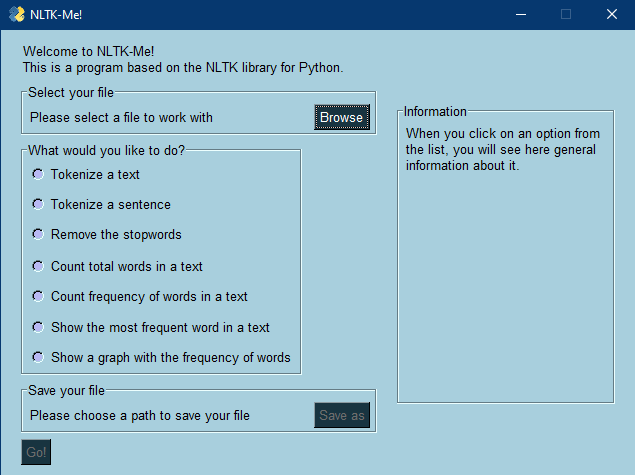 NLTK-Me!
Welcome to NLTK-Me!
This is a program based on the NLTK library for Python.
Select your file
Please select a file to work with
Browse
What would you like to do?
Tokenize a text
Tokenize a sentence
Remove the stopwords
Count total words in a text
Count frequency of words in a text
Show the most frequent word in a text
Show a graph with the frequency of words
Information
When you click on an option from
the list, you will see here general
information about it.
Save your file
Please choose a path to save your file
Save as
Go!